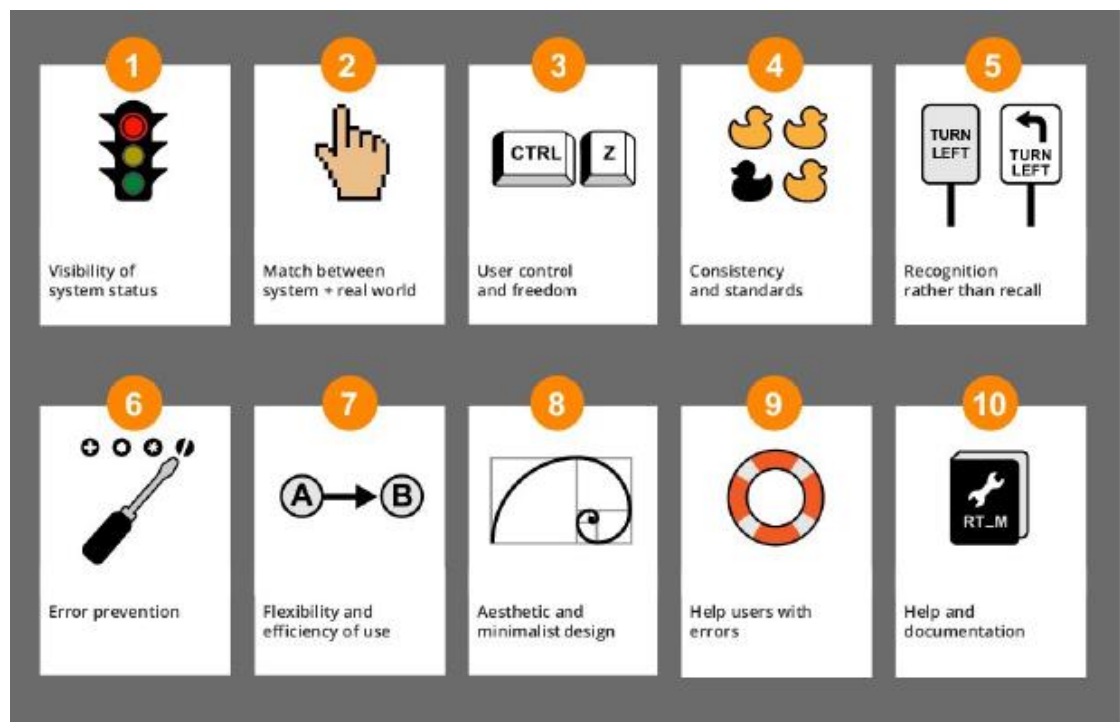 1
2
3
4
5
CTRL
Z
TURN
LEFT
TURN
LEFT
Visibility of
system status
Match between
system + real world
User control
and freedom
Consistency
and standards
Recognition
rather than recall
6
7
8
9
10
A
B
RT_M
Error prevention
Flexibility and
efficiency of use
Aesthetic and
minimalist design
Help users with
errors
Help and
documentation